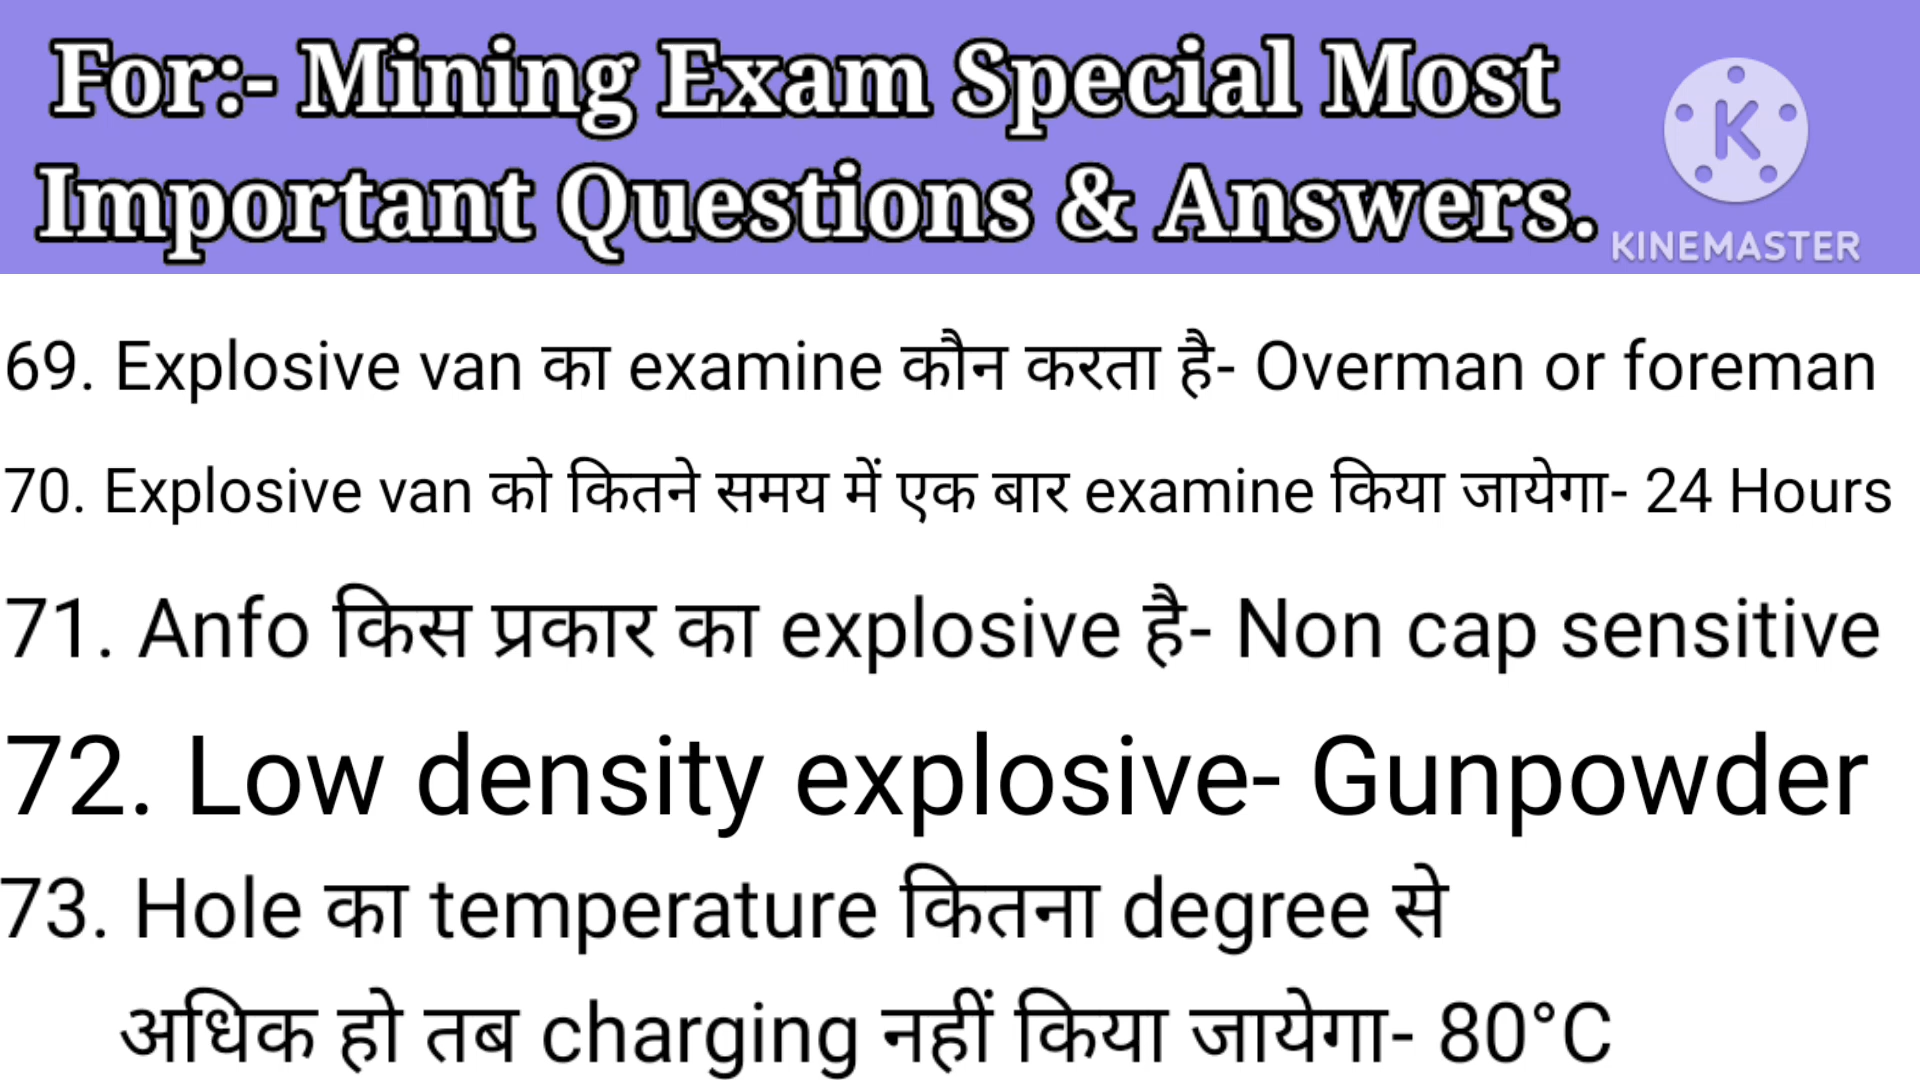 For:- Mining Exam Special Most
Important Questions & Answers.
K
KINEMASTER
69. Explosive van का examine कौन करता है- Overman or foreman
70. Explosive van को कितने समय में एक बार examine किया जायेगा- 24 Hours
71. Anfo किस प्रकार का explosive है- Non cap sensitive
72. Low density explosive- Gunpowder
73. Hole का temperature कितना degree से
अधिक हो तब charging नहीं किया जायेगा- 80°C